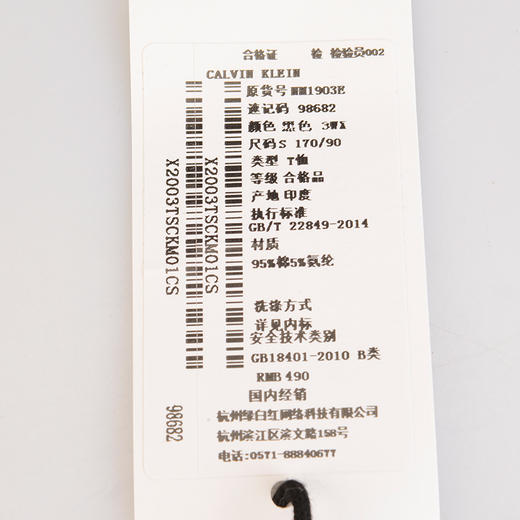 合格证 检 检验员002
CALVIN KLEIN
原货号 NM1903E
速记码 98682
颜色 黑色 3WX
尺码 S 170/90
类型 T恤
等级 合格品
产地 印度
执行标准
GB/T 22849-2014
材质
95%棉5%氨纶
洗涤方式
详见内标
安全技术类别
GB18401-2010 B类
RMB 490
国内经销
杭州绿白红网络科技有限公司
杭州滨江区滨文路158号
电话:0571-88840677
X2003TSCKM01CS
X2003TSCKM01CS
98682